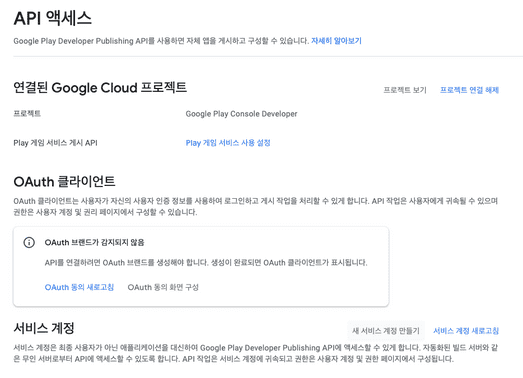 API 액세스
Google Play Developer Publishing API를 사용하면 자체 앱을 게시하고 구성할 수 있습니다. 자세히 알아보기
연결된 Google Cloud 프로젝트
프로젝트 보기
프로젝트 연결 해제
프로젝트
Google Play Console Developer
Play 게임 서비스 게시 API
Play 게임 서비스 사용 설정
OAuth 클라이언트
OAuth 클라이언트는 사용자가 자신의 사용자 인증 정보를 사용하여 로그인하고 게시 작업을 처리할 수 있게 합니다. API 작업은 사용자에게 귀속될 수 있으며
권한은 사용자 계정 및 권리 페이지에서 구성할 수 있습니다.
OAuth 브랜드가 감지되지 않음
API를 연결하려면 OAuth 브랜드를 생성해야 합니다. 생성이 완료되면 OAuth 클라이언트가 표시됩니다.
OAuth 동의 새로고침
OAuth 동의 화면 구성
서비스 계정
새 서비스 계정 만들기
서비스 계정 새로고침
서비스 계정은 최종 사용자가 아닌 애플리케이션을 대신하여 Google Play Developer Publishing API에 액세스할 수 있게 합니다. 자동화된 빌드 서버와 같
은 무인 서버로부터 API에 액세스할 수 있도록 합니다. API 작업은 서비스 계정에 귀속되고 권한은 사용자 계정 및 권한 페이지에서 구성됩니다.